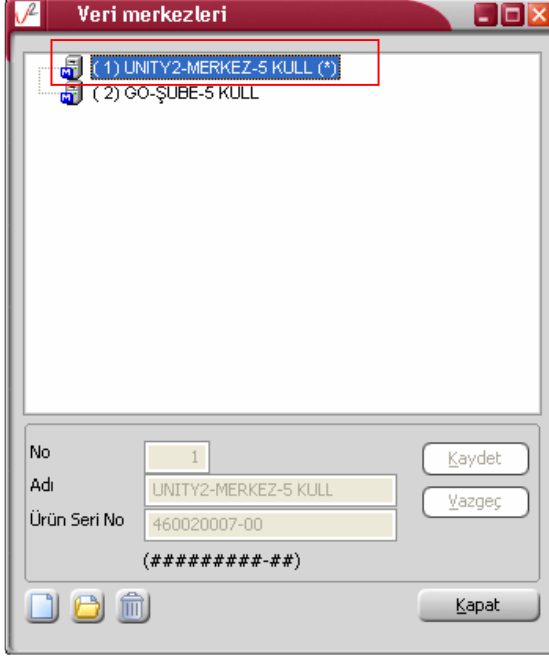 Veri merkezleri
( 1) UNITY2-MERKEZ-5 KULL (*)
( 2) GO-ŞUBE-5 KULL
No
1
Kaydet
Adı
UNITY2-MERKEZ-5 KULL
Vazgeç
Ürün Seri No
460020007-00
(#########-##)
Kapat